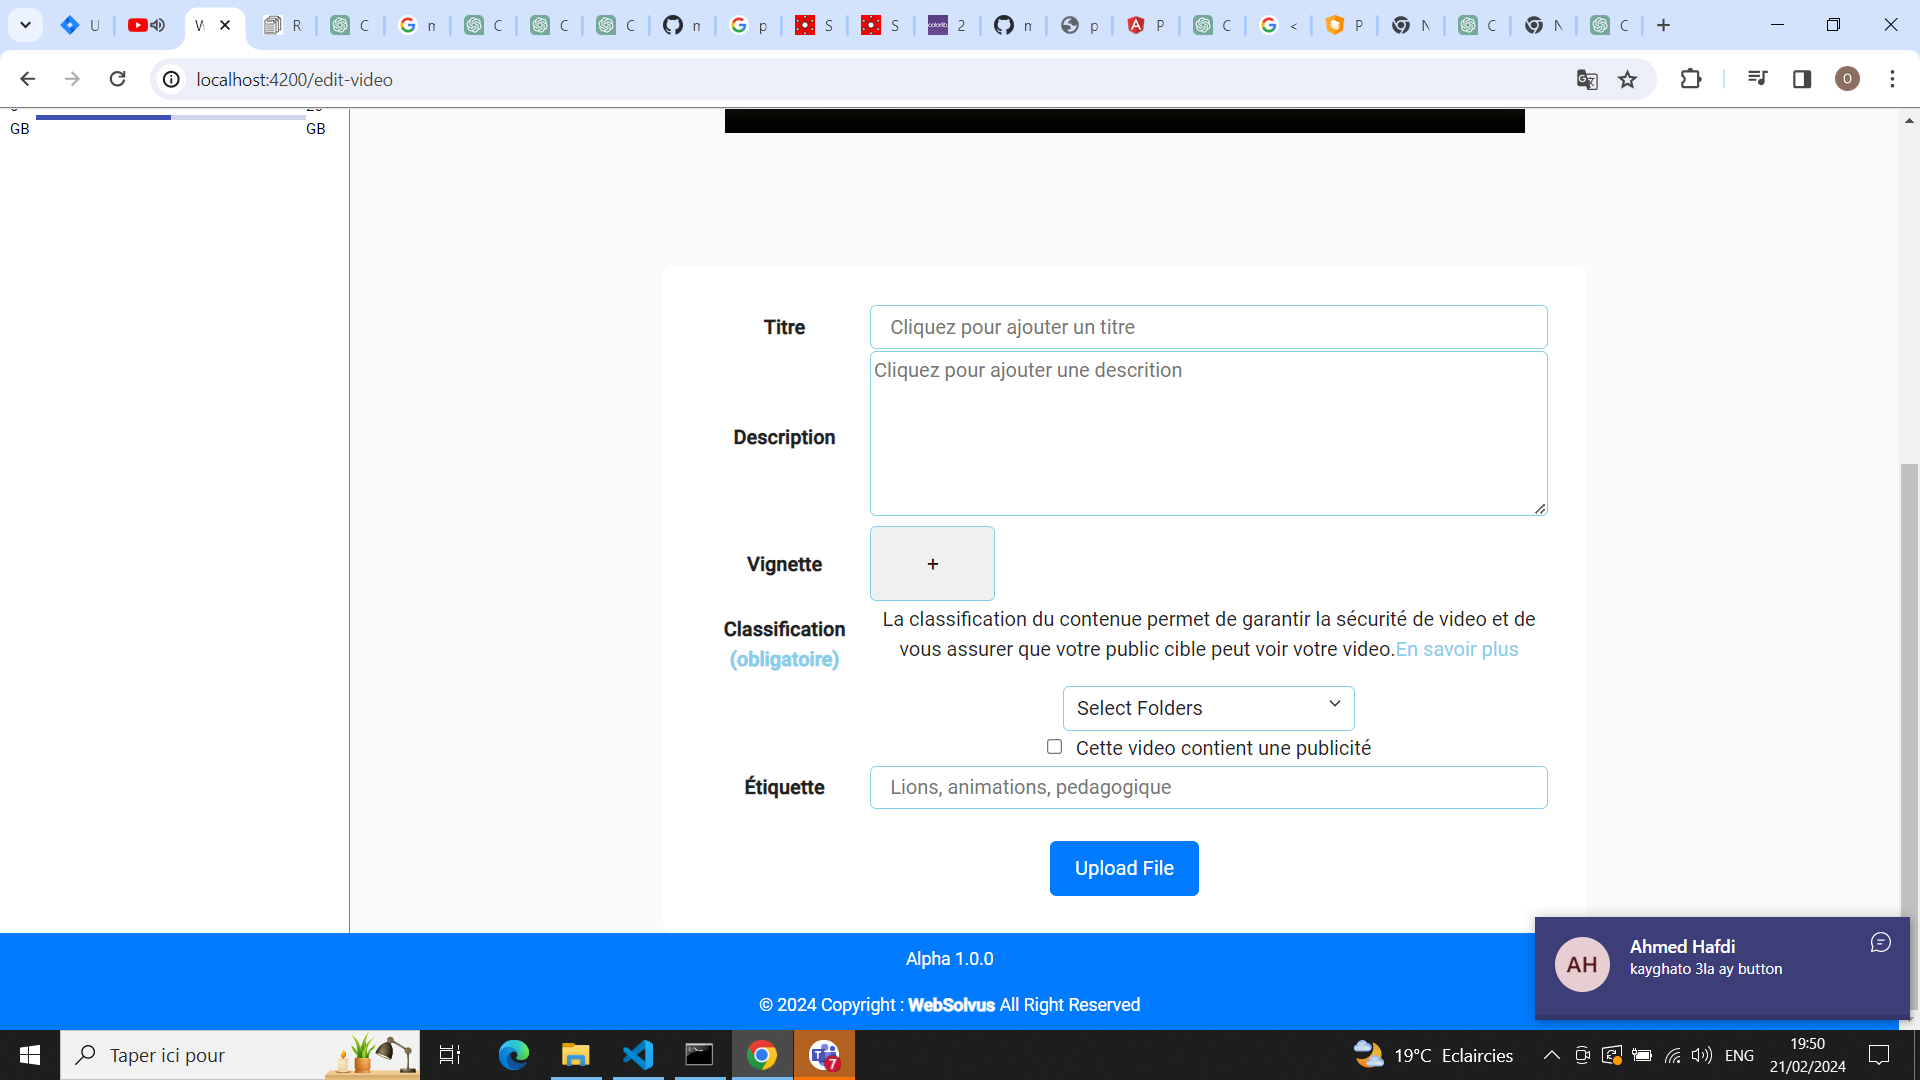 U
W
R
C
n
C
C
C
n
p
S
S
colorlib
2
n
p
P
C
<
P
N
C
N
C
localhost:4200/edit-video
O
GB
GB
Titre
Cliquez pour ajouter un titre
Description
Cliquez pour ajouter une descrition
Vignette
+
Classification
(obligatoire)
La classification du contenue permet de garantir la sécurité de video et de
vous assurer que votre public cible peut voir votre video.En savoir plus
Select Folders
Cette video contient une publicité
Étiquette
Lions, animations, pedagogique
Upload File
Alpha 1.0.0
© 2024 Copyright : WebSolvus All Right Reserved
AH
Ahmed Hafdi
kayghato 3la ay button
Taper ici pour
7
19°C Eclaircies
ENG
19:50
21/02/2024